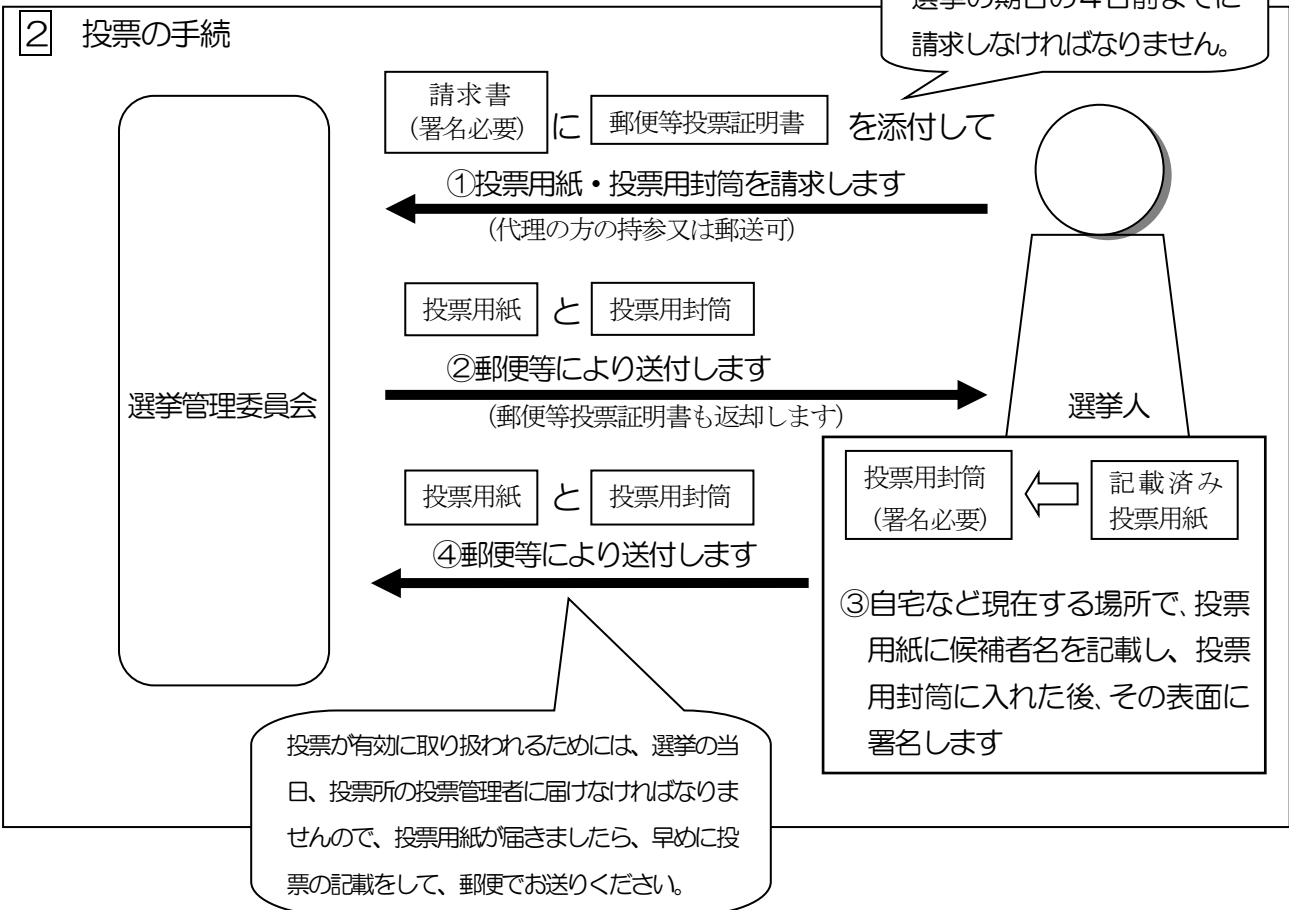 選挙の期日の4日前までに
請求しなければなりません。
2 投票の手続
請求書
(署名必要)
に
郵便等投票証明書
を添付して
①投票用紙・投票用封筒を請求します
(代理の方の持参又は郵送可)
投票用紙
と
投票用封筒
②郵便等により送付します
(郵便等投票証明書も返却します)
選挙管理委員会
選挙人
投票用紙
と
投票用封筒
④郵便等により送付します
投票用封筒
(署名必要)
記載済み
投票用紙
③自宅など現在する場所で、投票
用紙に候補者名を記載し、投票
用封筒に入れた後、その表面に
署名します
投票が有効に取り扱われるためには、選挙の当
日、投票所の投票管理者に届けなければなりま
せんので、投票用紙が届きましたら、早めに投
票の記載をして、郵便でお送りください。